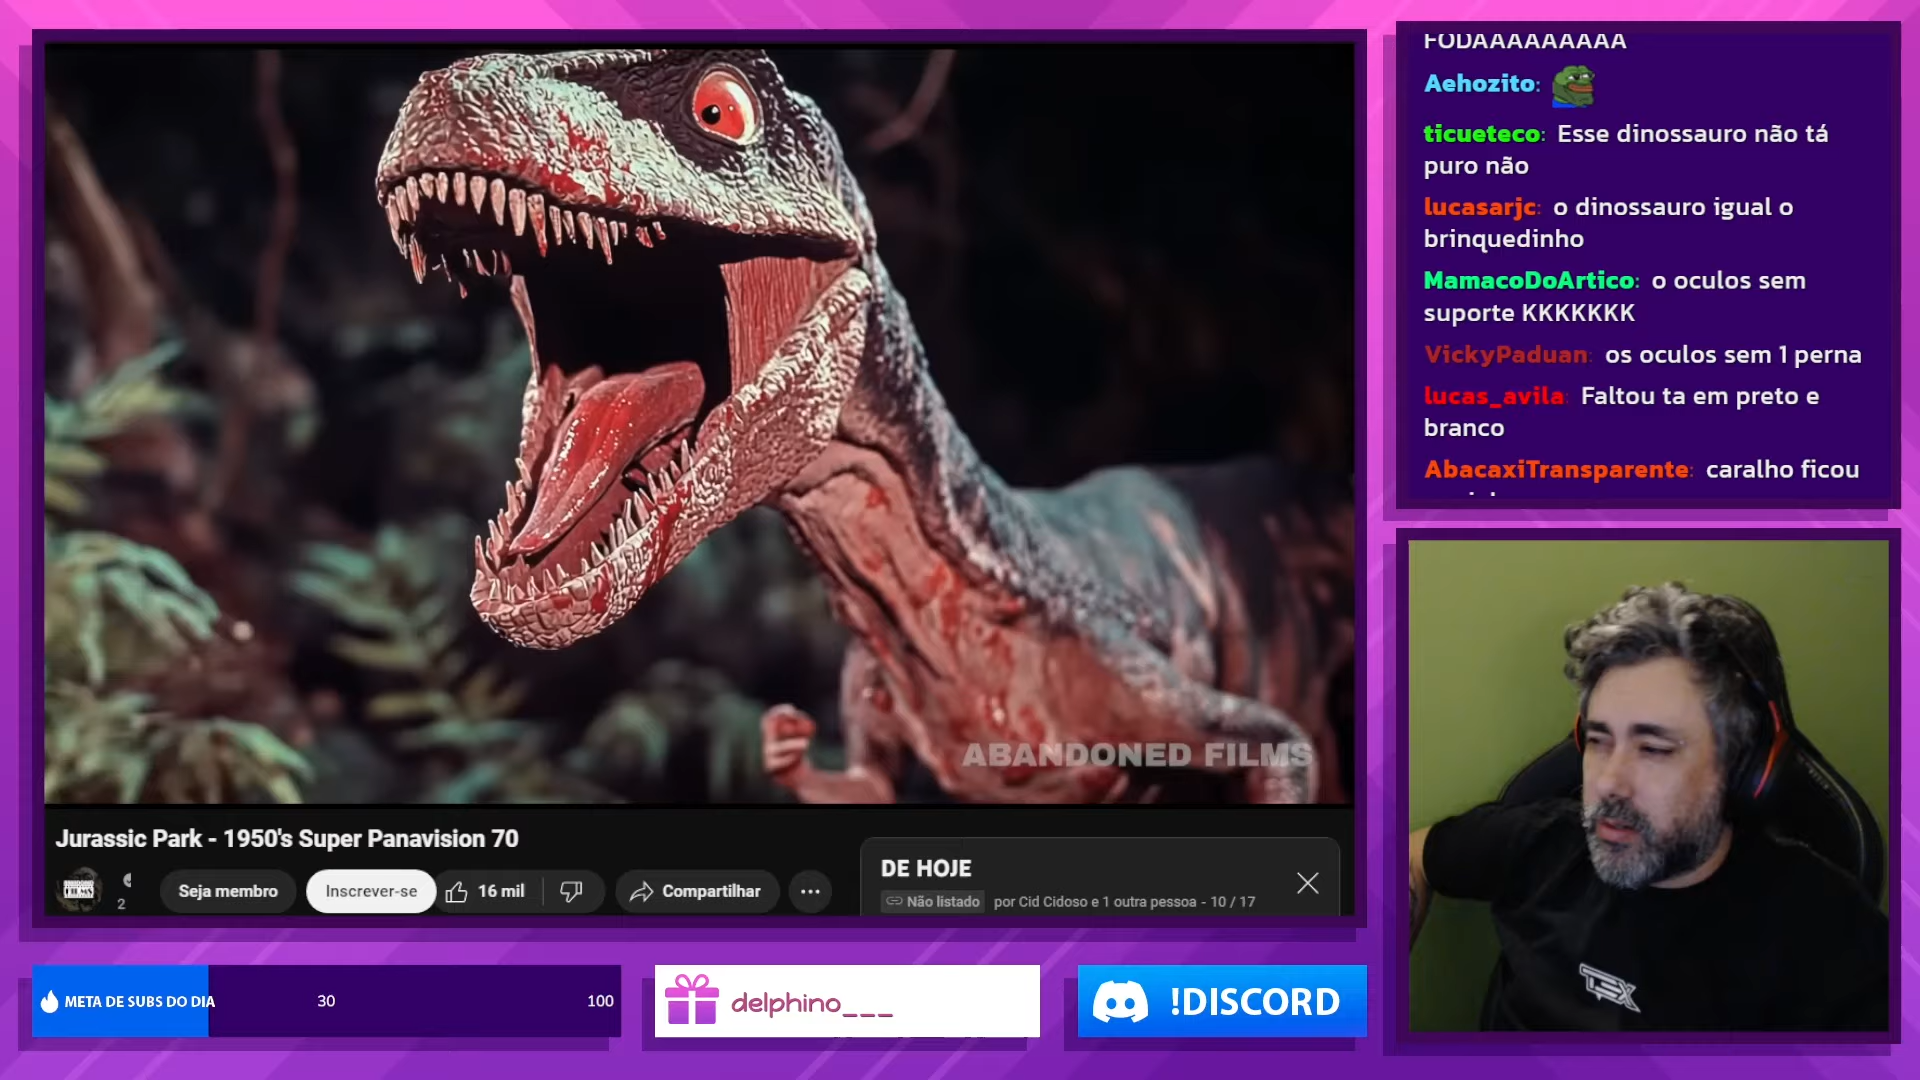 FODAAAAAAAAA
Aehozito:
ticueteco: Esse dinossauro não tá
puro não
lucasarjc: o dinossauro igual o
brinquedinho
MamacoDoArtico: o oculos sem
suporte KKKKKKK
VickyPaduan: os oculos sem 1 perna
lucas_avila: Faltou ta em preto e
branco
AbacaxiTransparente: caralho ficou
ABANDONED FILMS
Jurassic Park - 1950's Super Panavision 70
2
Seja membro
Inscrever-se
16 mil
Compartilhar
DE HOJE
Não listado por Cid Cidoso e 1 outra pessoa - 10 / 17
META DE SUBS DO DIA 30 100
delphino___
!DISCORD